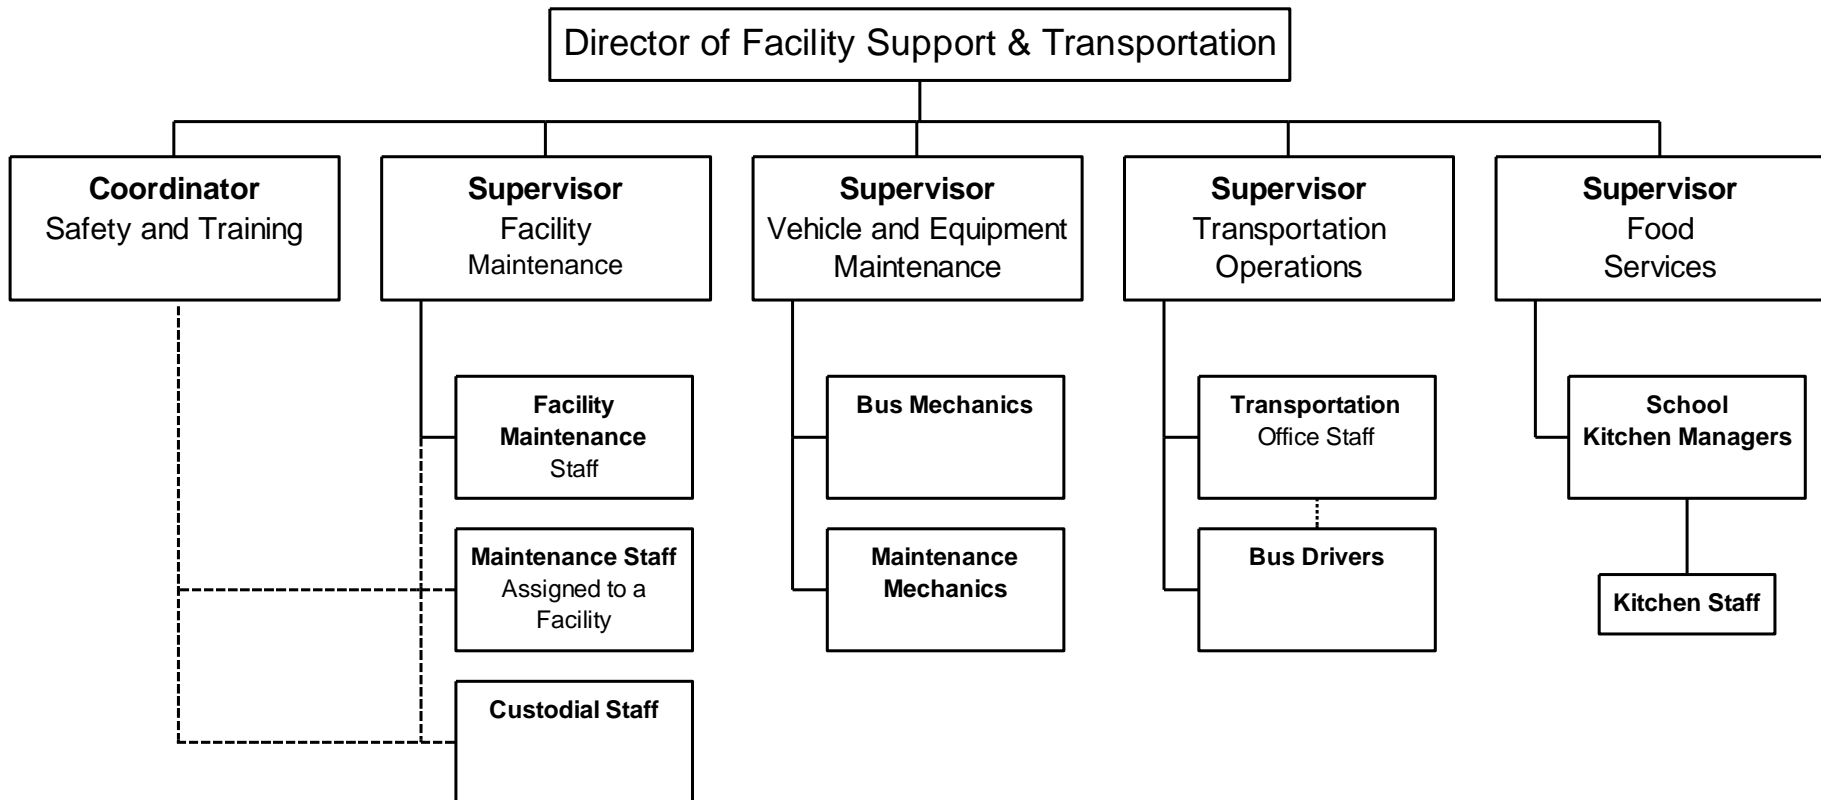 Director of Facility Support & Transportation
Coordinator
Safety and Training
Supervisor
Facility
Maintenance
Supervisor
Vehicle and Equipment
Maintenance
Supervisor
Transportation
Operations
Supervisor
Food
Services
Facility
Maintenance
Staff
Bus Mechanics
Transportation
Office Staff
School
Kitchen Managers
Maintenance Staff
Assigned to a
Facility
Maintenance
Mechanics
Bus Drivers
Kitchen Staff
Custodial Staff